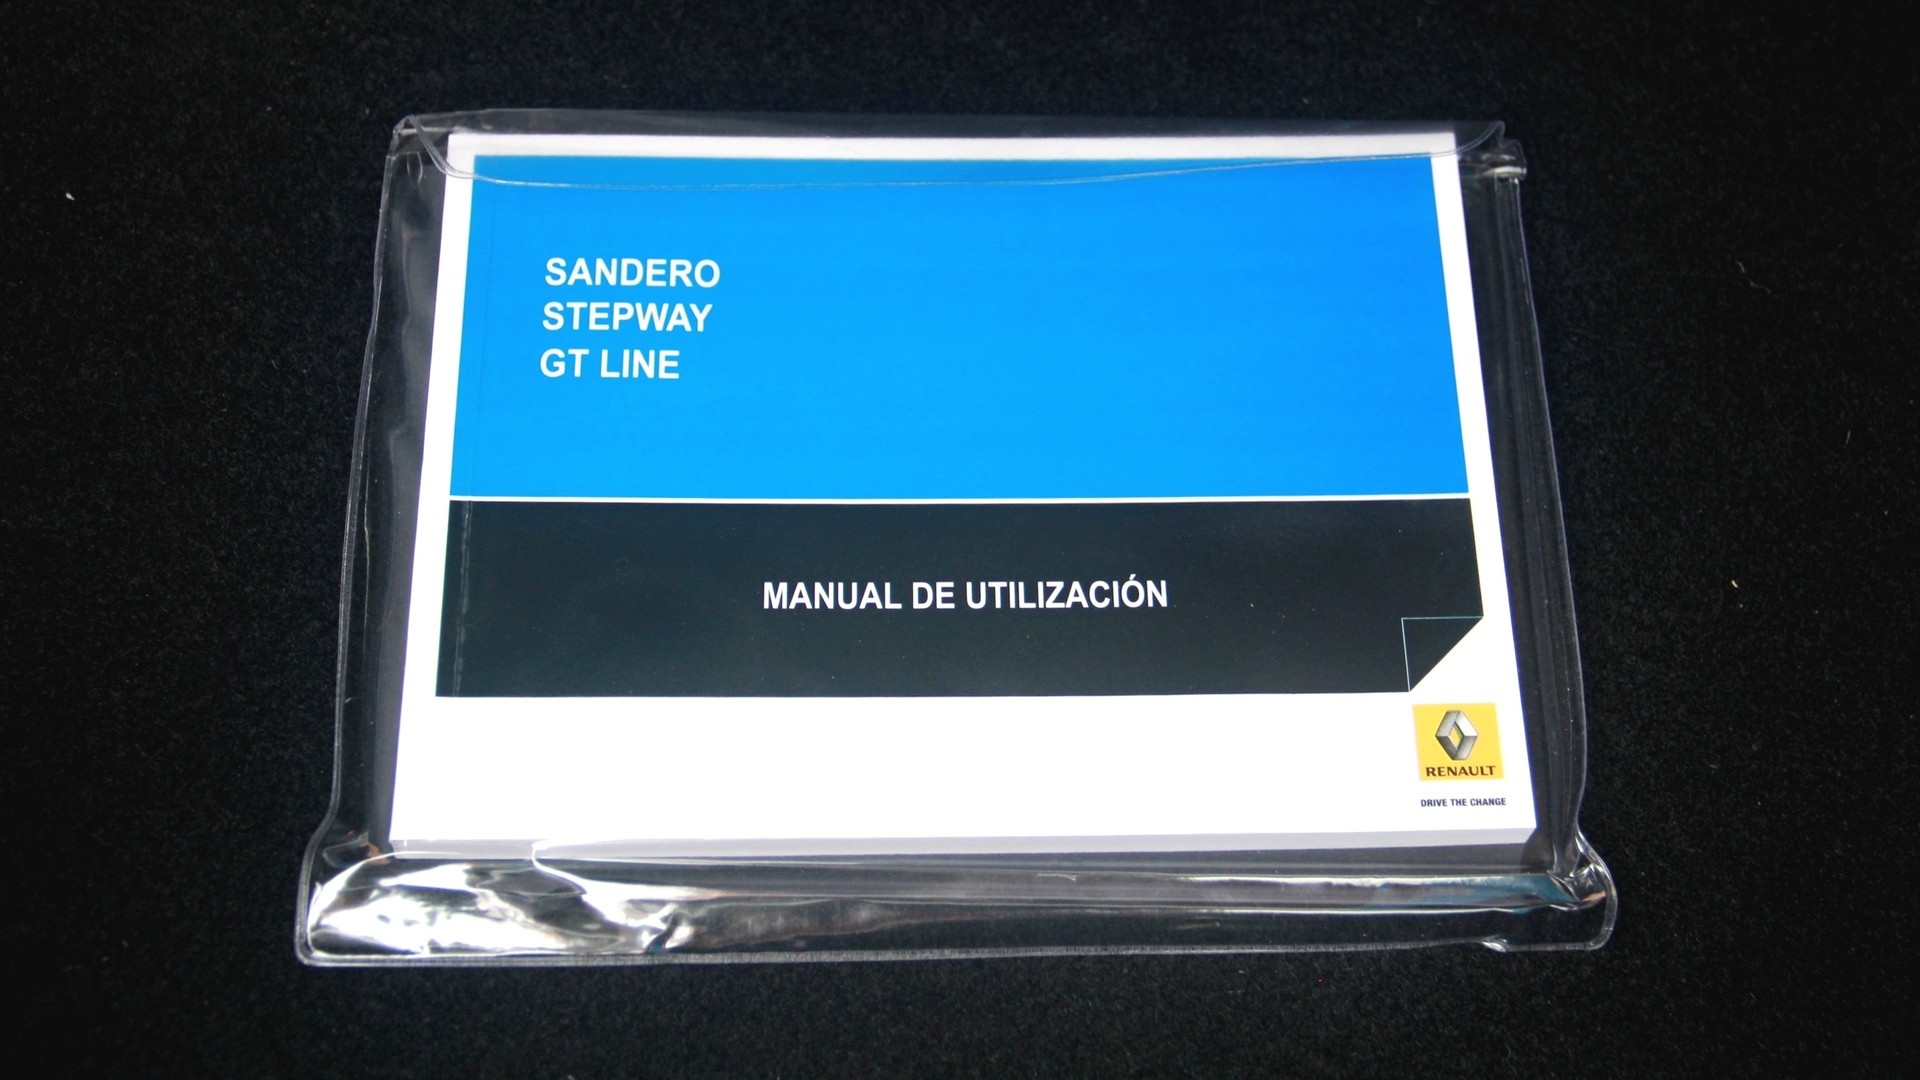 SANDERO
STEPWAY
GT LINE
MANUAL DE UTILIZACIÓN
RENAULT
DRIVE THE CHANGE